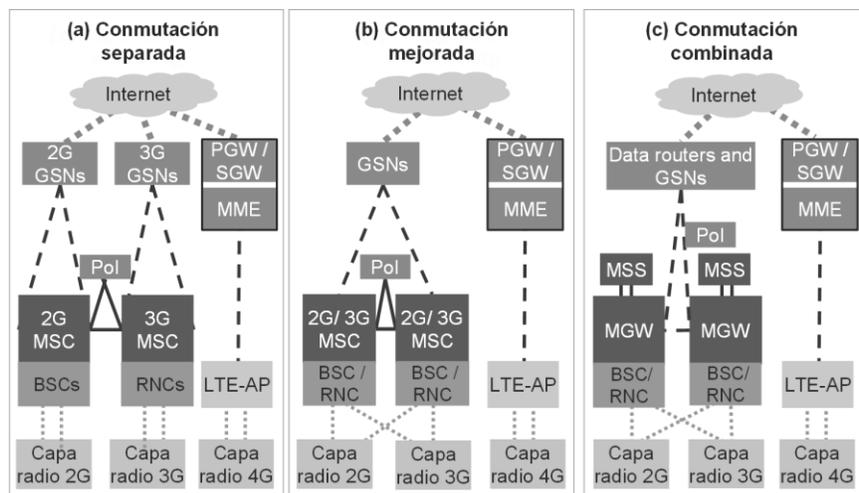 (a) Conmutación
separada
Internet
2G
GSNs
3G
GSNs
PGW /
SGW
MME
PoI
2G
MSC
3G
MSC
BSCs
RNCs
LTE-AP
Capa
radio 2G
Capa
radio 3G
Capa
radio 4G
(b) Conmutación
mejorada
Internet
GSNs
PGW /
SGW
MME
PoI
2G/ 3G
MSC
2G/ 3G
MSC
BSC /
RNC
BSC /
RNC
LTE-AP
Capa
radio 2G
Capa
radio 3G
Capa
radio 4G
(c) Conmutación
combinada
Internet
Data routers and
GSNs
PGW /
SGW
MME
PoI
MSS
MSS
MGW
MGW
BSC/
RNC
BSC/
RNC
LTE-AP
Capa
radio 2G
Capa
radio 3G
Capa
radio 4G